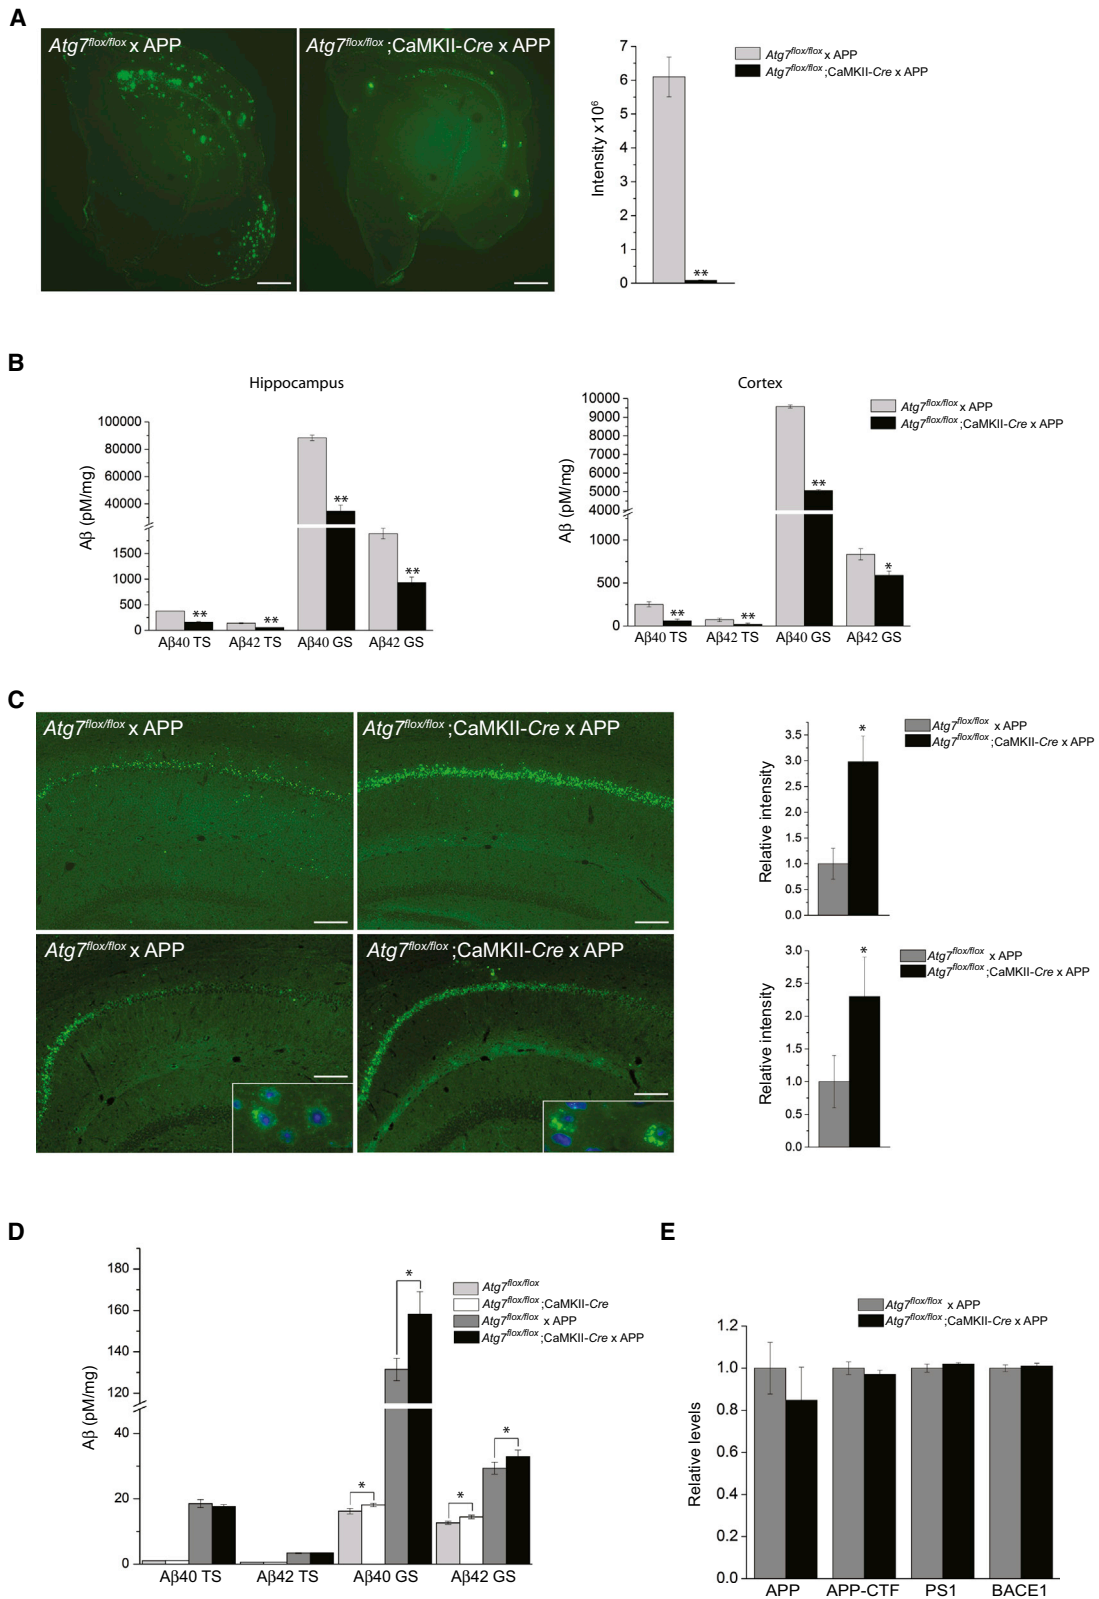 A
Atg7flox/flox x APP
Atg7flox/flox ;CaMKII-Cre x APP
Intensity x10⁶
7
6
5
4
3
2
1
0
**
Atg7flox/flox x APP
Atg7flox/flox ;CaMKII-Cre x APP
B
Hippocampus
Aβ (pM/mg)
100000
80000
60000
40000
1500
1000
500
0
**
**
**
**
Aβ40 TS
Aβ42 TS
Aβ40 GS
Aβ42 GS
Cortex
Aβ (pM/mg)
10000
9000
8000
7000
6000
5000
4000
1000
500
0
**
**
**
*
Aβ40 TS
Aβ42 TS
Aβ40 GS
Aβ42 GS
Atg7flox/flox x APP
Atg7flox/flox ;CaMKII-Cre x APP
C
Atg7flox/flox x APP
Atg7flox/flox ;CaMKII-Cre x APP
Relative intensity
3.5
3.0
2.5
2.0
1.5
1.0
0.5
0.0
*
Atg7flox/flox x APP
Atg7flox/flox ;CaMKII-Cre x APP
Atg7flox/flox x APP
Atg7flox/flox ;CaMKII-Cre x APP
Relative intensity
3.0
2.5
2.0
1.5
1.0
0.5
0.0
*
Atg7flox/flox x APP
Atg7flox/flox ;CaMKII-Cre x APP
D
Aβ (pM/mg)
180
160
140
120
40
20
0
*
*
*
*
Aβ40 TS
Aβ42 TS
Aβ40 GS
Aβ42 GS
Atg7flox/flox
Atg7flox/flox ;CaMKII-Cre
Atg7flox/flox x APP
Atg7flox/flox ;CaMKII-Cre x APP
E
Atg7flox/flox x APP
Atg7flox/flox ;CaMKII-Cre x APP
Relative levels
1.2
1.0
0.8
0.6
0.4
0.2
0.0
APP
APP-CTF
PS1
BACE1